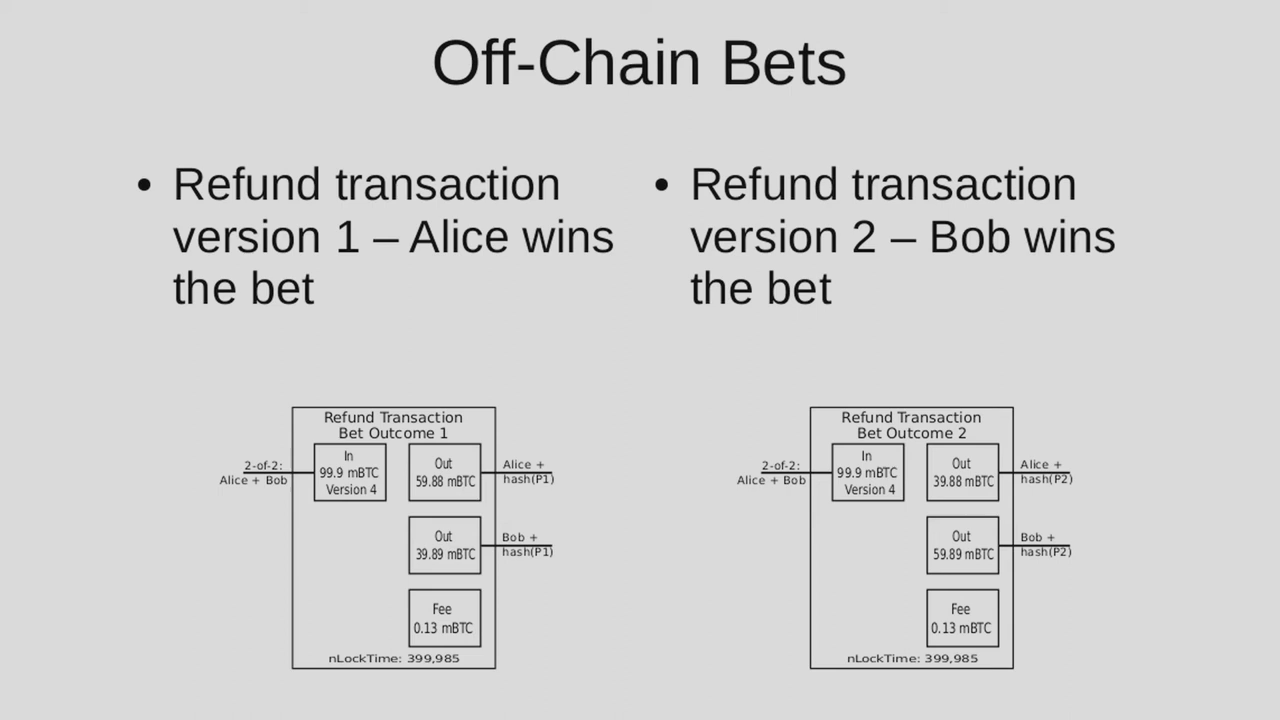 Off-Chain Bets
• Refund transaction
version 1 – Alice wins
the bet
• Refund transaction
version 2 – Bob wins
the bet
Refund Transaction
Bet Outcome 1
2-of-2:
Alice + Bob
In
99.9 mBTC
Version 4
Out
59.88 mBTC
Alice +
hash(P1)
Out
39.89 mBTC
Bob +
hash(P1)
Fee
0.13 mBTC
nLockTime: 399,985
Refund Transaction
Bet Outcome 2
2-of-2:
Alice + Bob
In
99.9 mBTC
Version 4
Out
39.88 mBTC
Alice +
hash(P2)
Out
59.89 mBTC
Bob +
hash(P2)
Fee
0.13 mBTC
nLockTime: 399,985